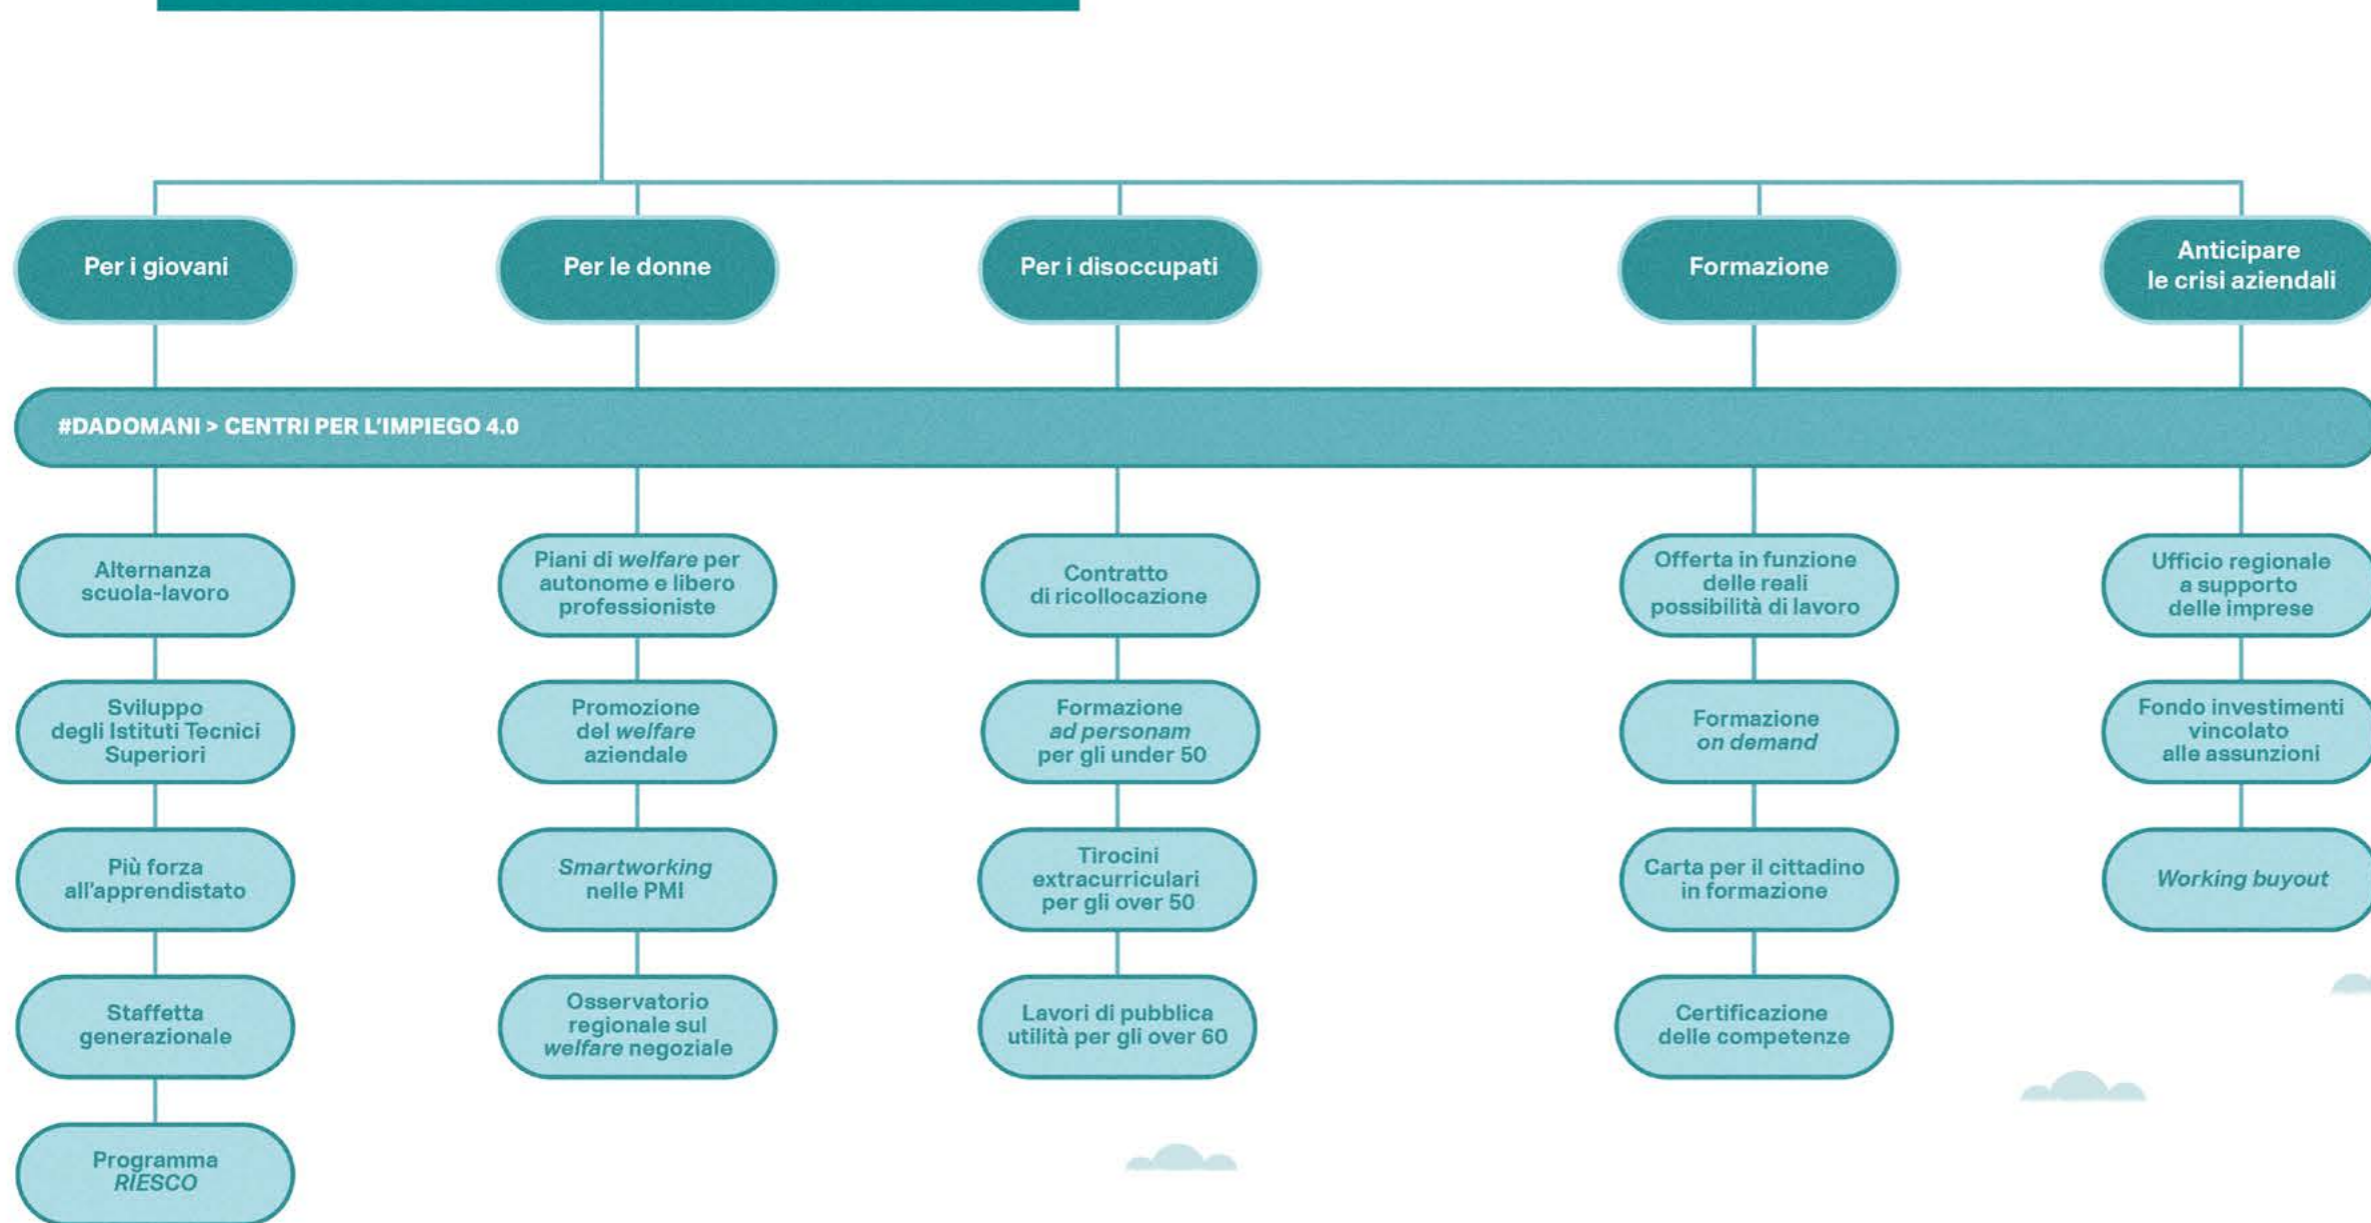 Per i giovani
Per le donne
Per i disoccupati
Formazione
Anticipare
le crisi aziendali
#DADOMANI > CENTRI PER L'IMPIEGO 4.0
Alternanza
scuola-lavoro
Sviluppo
degli Istituti Tecnici
Superiori
Più forza
all'apprendistato
Staffetta
generazionale
Programma
RIESCO
Piani di welfare per
autonome e libero
professioniste
Promozione
del welfare
aziendale
Smartworking
nelle PMI
Osservatorio
regionale sul
welfare negoziale
Contratto
di ricollocazione
Formazione
ad personam
per gli under 50
Tirocini
extracurriculari
per gli over 50
Lavori di pubblica
utilità per gli over 60
Offerta in funzione
delle reali
possibilità di lavoro
Formazione
on demand
Carta per il cittadino
in formazione
Certificazione
delle competenze
Ufficio regionale
a supporto
delle imprese
Fondo investimenti
vincolato
alle assunzioni
Working buyout